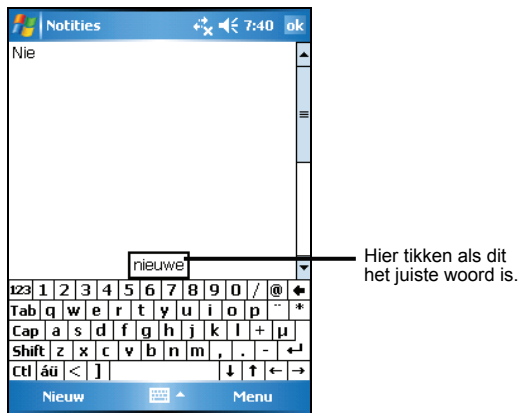 Notities 7:40 ok
Nie
nieuwe
Hier tikken als dit
het juiste woord is.
123 1 2 3 4 5 6 7 8 9 0 / @
Tab q w e r t y u i o p ¨ *
Cap a s d f g h j k l + µ
Shift z x c v b n m , . -
Ctl áü < ]
Nieuw Menu